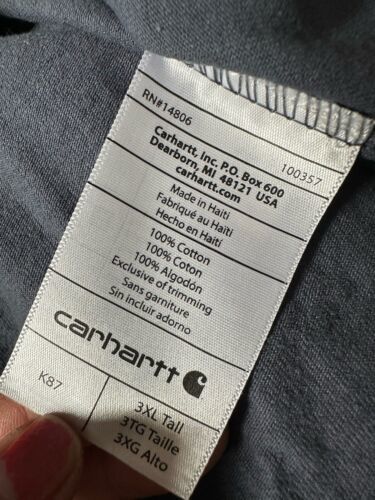 RN#14806
100357
Carhartt, Inc. P.O. Box 600
Dearborn, MI 48121 USA
carhartt.com
Made in Haiti
Fabriqué au Haïti
Hecho en Haití
100% Cotton
100% Coton
100% Algodón
Exclusive of trimming
Sin garniture
Sin incluir adorno
carhartt
K87
3XL Tall
3TG Taille
3XG Alto